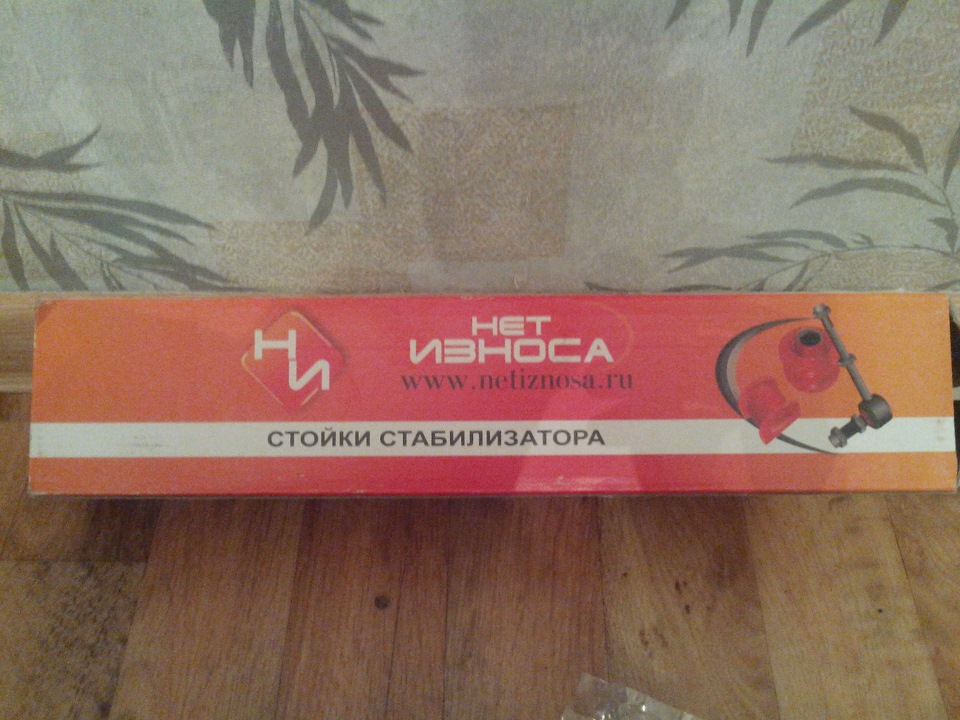 НИ
НЕТ
ИЗНОСА
www.netiznosa.ru
СТОЙКИ СТАБИЛИЗАТОРА